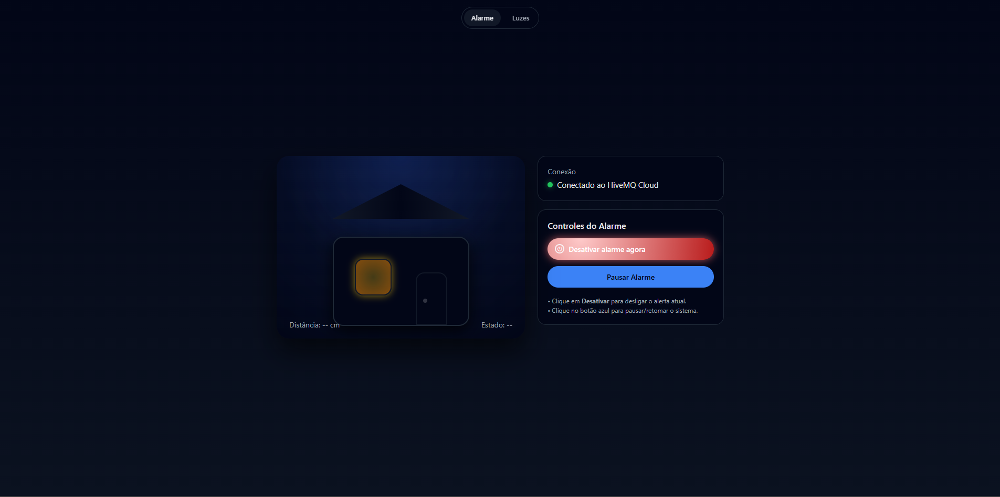 Alarme
Luzes
Conexão
Conectado ao HiveMQ Cloud
Controles do Alarme
Desativar alarme agora
Pausar Alarme
• Clique em Desativar para desligar o alerta atual.
• Clique no botão azul para pausar/retomar o sistema.
Distância: -- cm
Estado: --